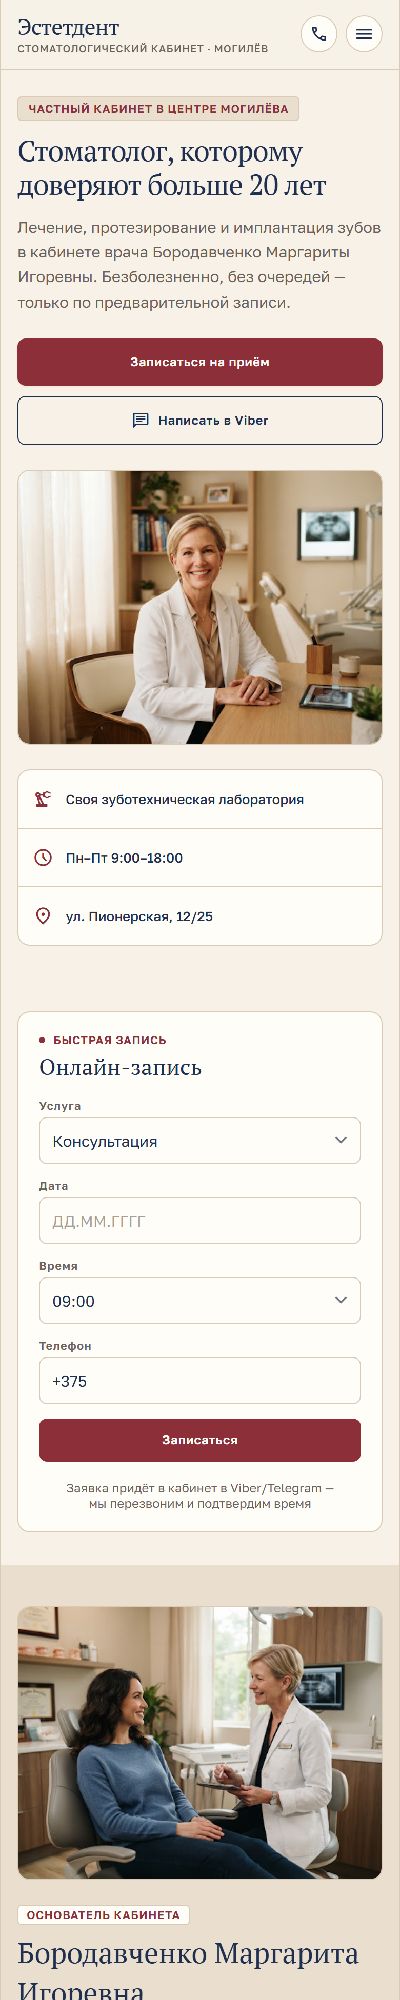 Эстетдент
СТОМАТОЛОГИЧЕСКИЙ КАБИНЕТ · МОГИЛЁВ
ЧАСТНЫЙ КАБИНЕТ В ЦЕНТРЕ МОГИЛЁВА
Стоматолог, которому
доверяют больше 20 лет
Лечение, протезирование и имплантация зубов
в кабинете врача Бородавченко Маргариты
Игоревны. Безболезненно, без очередей —
только по предварительной записи.
Записаться на приём
Написать в Viber
Своя зуботехническая лаборатория
Пн–Пт 9:00–18:00
ул. Пионерская, 12/25
БЫСТРАЯ ЗАПИСЬ
Онлайн-запись
Услуга
Консультация
Дата
ДД.ММ.ГГГГ
Время
09:00
Телефон
+375
Записаться
Заявка придёт в кабинет в Viber/Telegram —
мы перезвоним и подтвердим время
ОСНОВАТЕЛЬ КАБИНЕТА
Бородавченко Маргарита
Игоревна